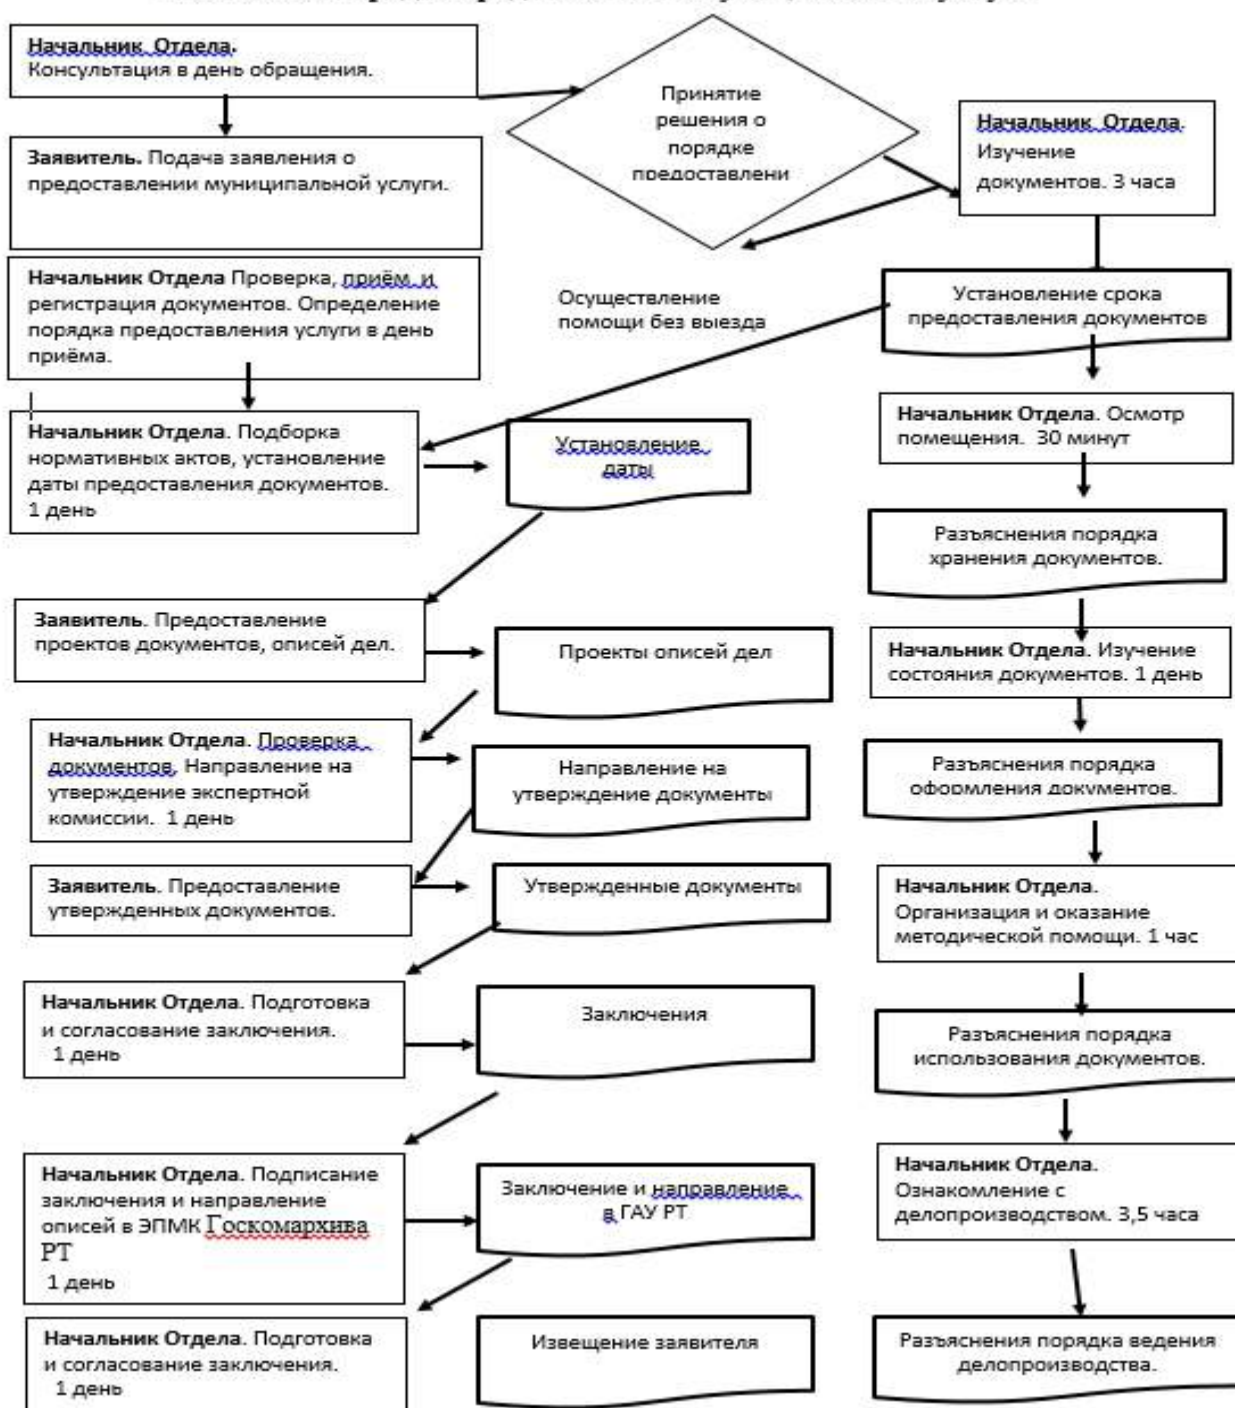 Начальник Отдела.
Консультация в день обращения.
Заявитель. Подача заявления о
предоставлении муниципальной услуги.
Начальник Отдела Проверка, приём и
регистрация документов. Определение
порядка предоставления услуги в день
приёма.
Начальник Отдела. Подборка
нормативных актов, установление
даты предоставления документов.
1 день
Заявитель. Предоставление
проектов документов, описей дел.
Начальник Отдела. Проверка
документов. Направление на
утверждение экспертной
комиссии. 1 день
Заявитель. Предоставление
утвержденных документов.
Начальник Отдела. Подготовка
и согласование заключения.
1 день
Начальник Отдела. Подписание
заключения и направление
описей в ЭПМК Госкомархива
РТ
1 день
Начальник Отдела. Подготовка
и согласование заключения.
1 день
Принятие
решения о
порядке
предоставлени
Осуществление
помощи без выезда
Установление
даты
Проекты описей дел
Направление на
утверждение документы
Утвержденные документы
Заключения
Заключение и направление
в ГАУ РТ
Извещение заявителя
Начальник Отдела.
Изучение
документов. 3 часа
Установление срока
предоставления документов
Начальник Отдела. Осмотр
помещения. 30 минут
Разъяснения порядка
хранения документов.
Начальник Отдела. Изучение
состояния документов. 1 день
Разъяснения порядка
оформления документов.
Начальник Отдела.
Организация и оказание
методической помощи. 1 час
Разъяснения порядка
использования документов.
Начальник Отдела.
Ознакомление с
делопроизводством. 3,5 часа
Разъяснения порядка ведения
делопроизводства.